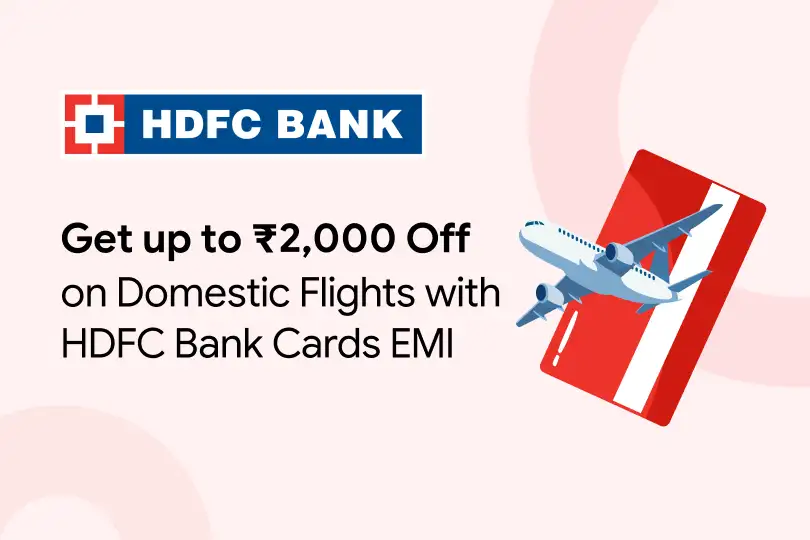 HDFC BANK
Get up to ₹2,000 Off
on Domestic Flights with
HDFC Bank Cards EMI